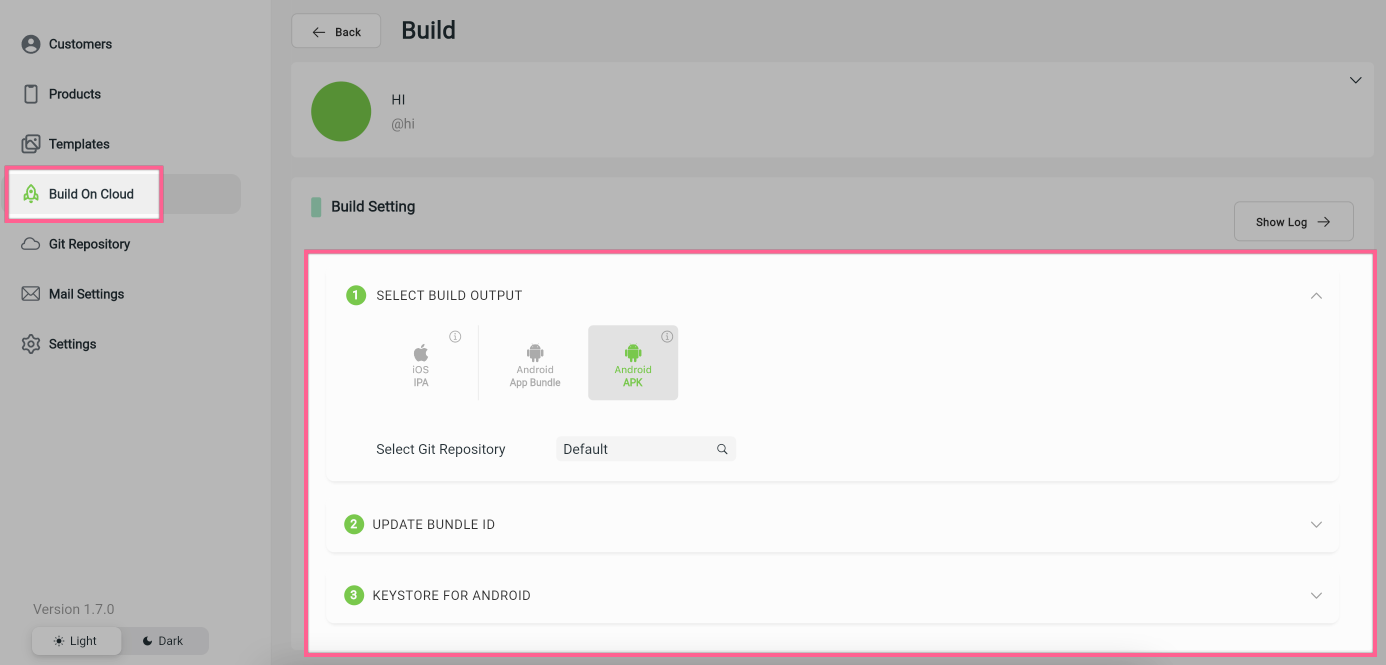 Customers
Products
Templates
Build On Cloud
Git Repository
Mail Settings
Settings
Version 1.7.0
Light
Dark
Back
Build
HI
@hi
Build Setting
Show Log
1 SELECT BUILD OUTPUT
iOS
IPA
Android
App Bundle
Android
APK
Select Git Repository
Default
2 UPDATE BUNDLE ID
3 KEYSTORE FOR ANDROID